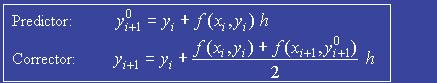 Predictor: y⁰ᵢ₊₁ = yᵢ + f(xᵢ,yᵢ) h
Corrector: yᵢ₊₁ = yᵢ + (f(xᵢ,yᵢ) + f(xᵢ₊₁,y⁰ᵢ₊₁))/2 h